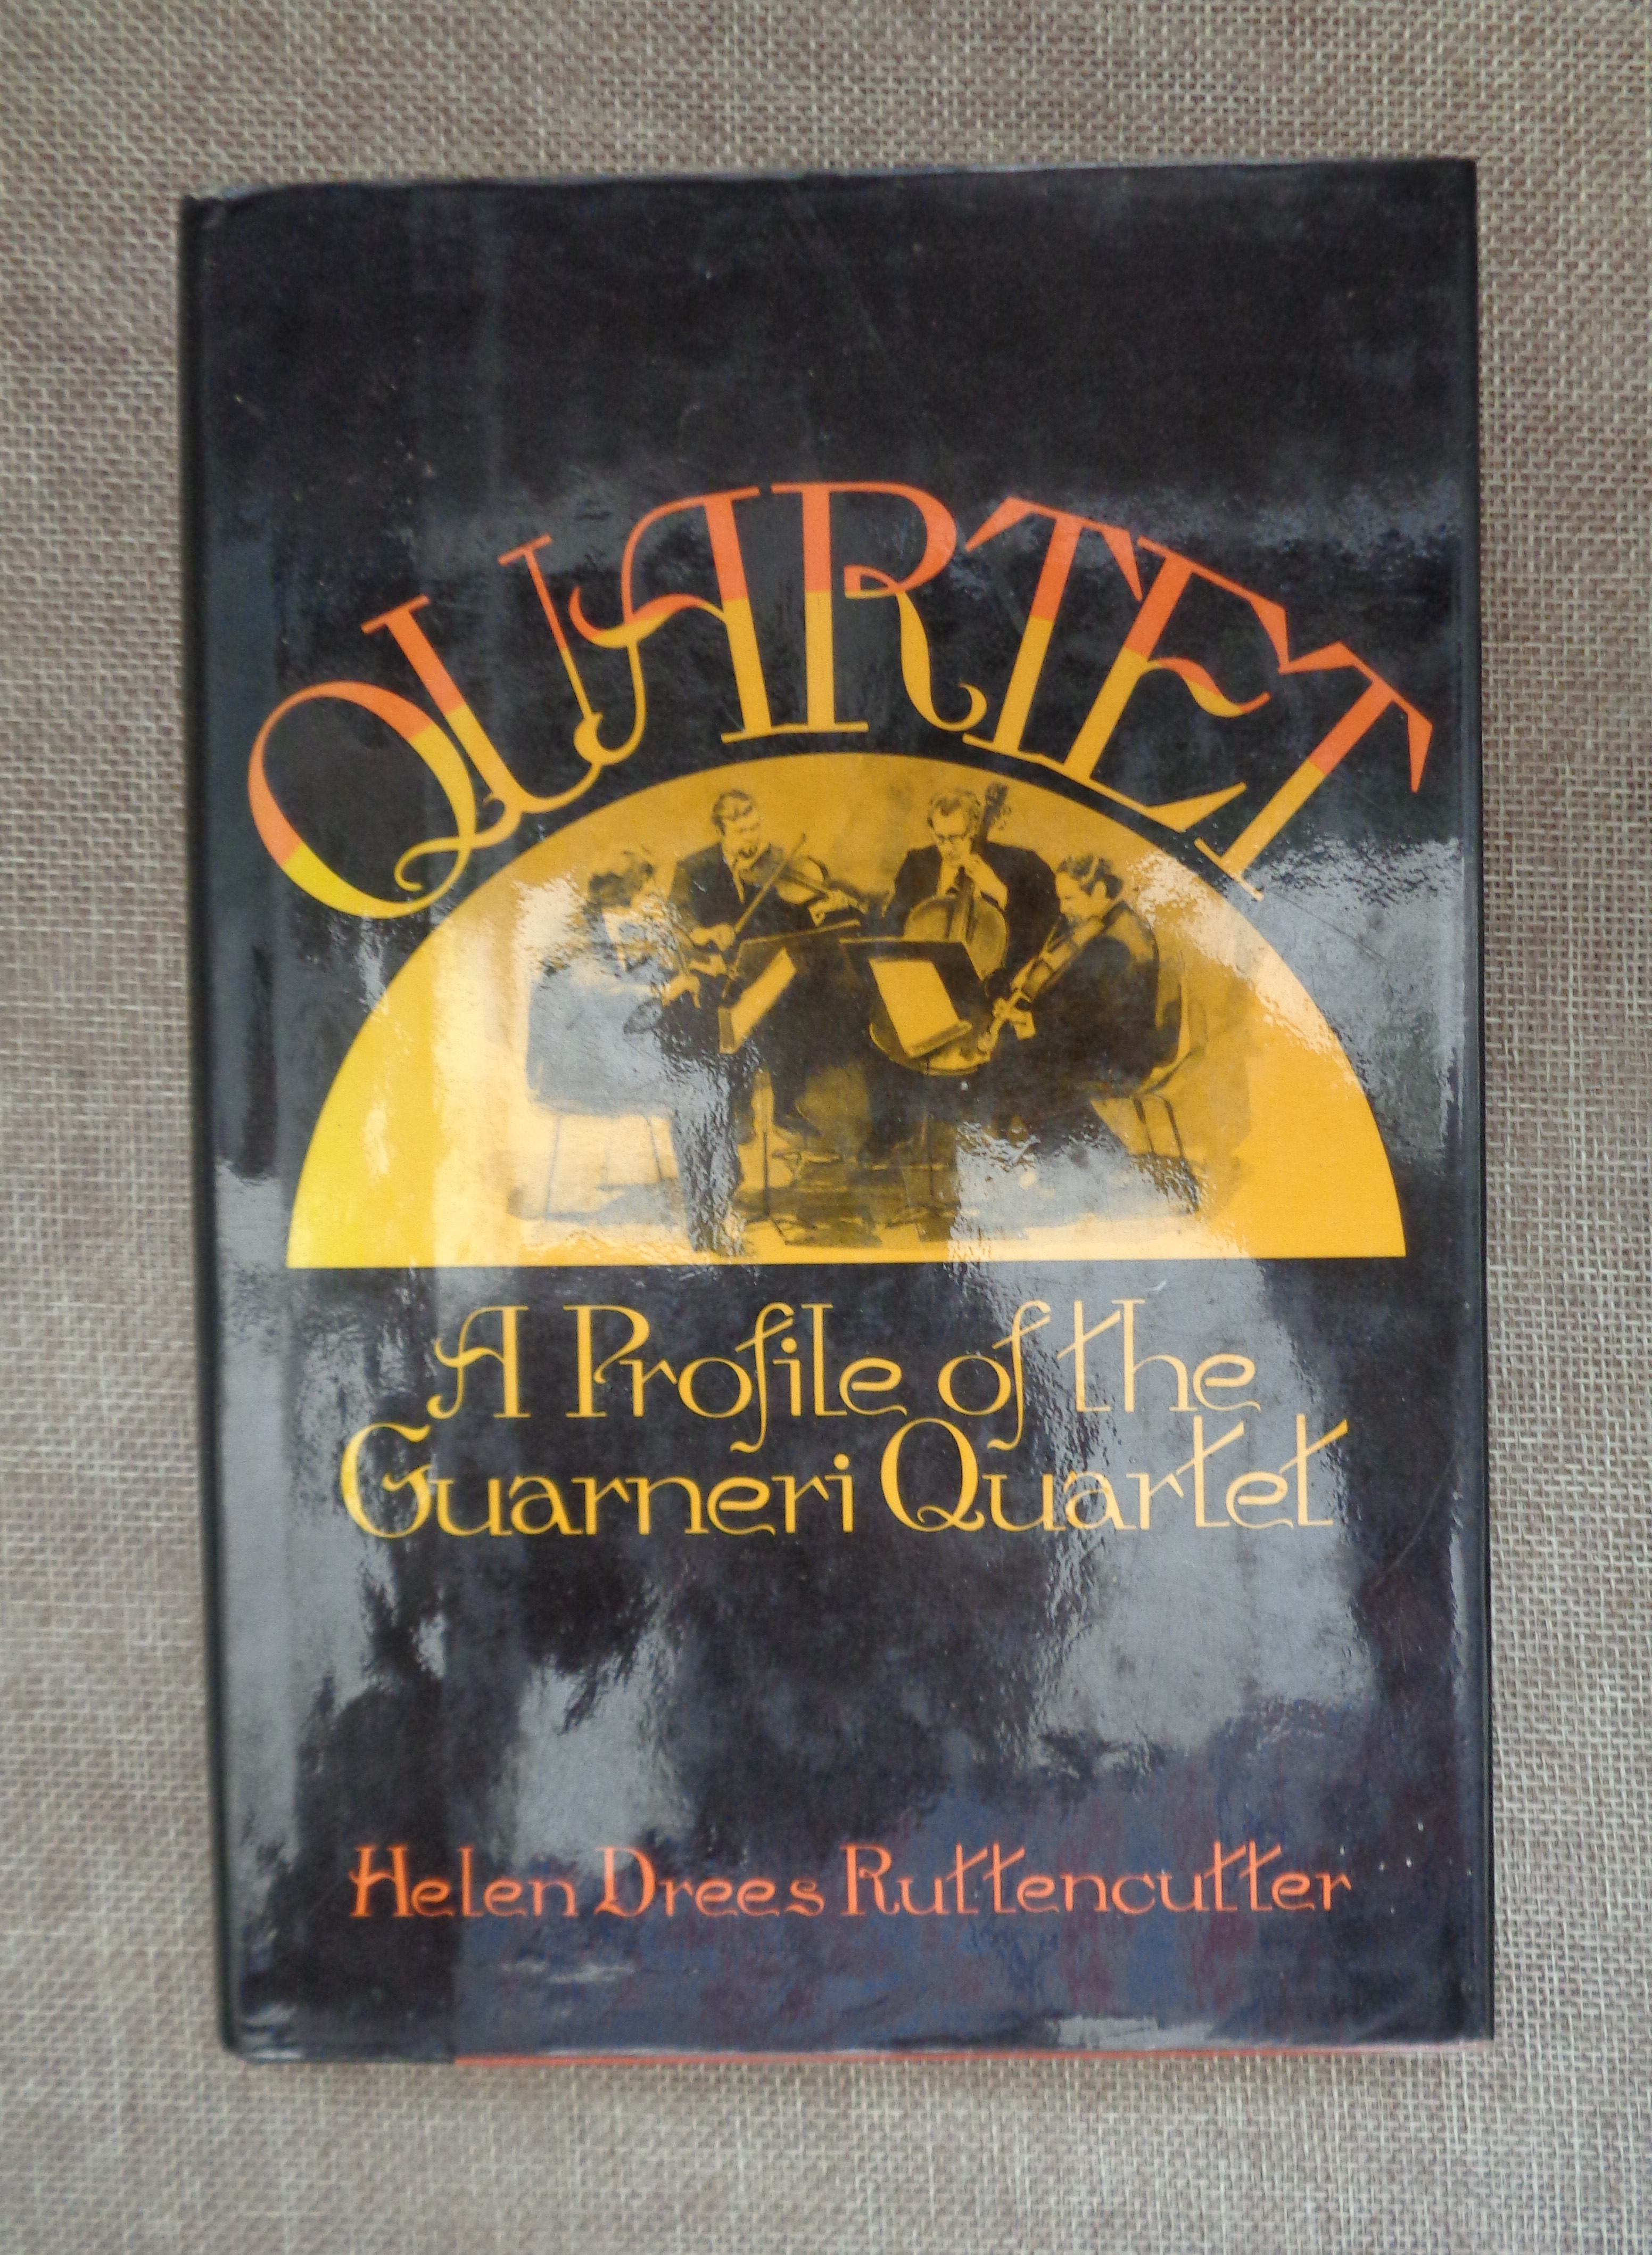 QUARTET
A Profile of the
Guarneri Quartet
Helen Drees Ruttencutter